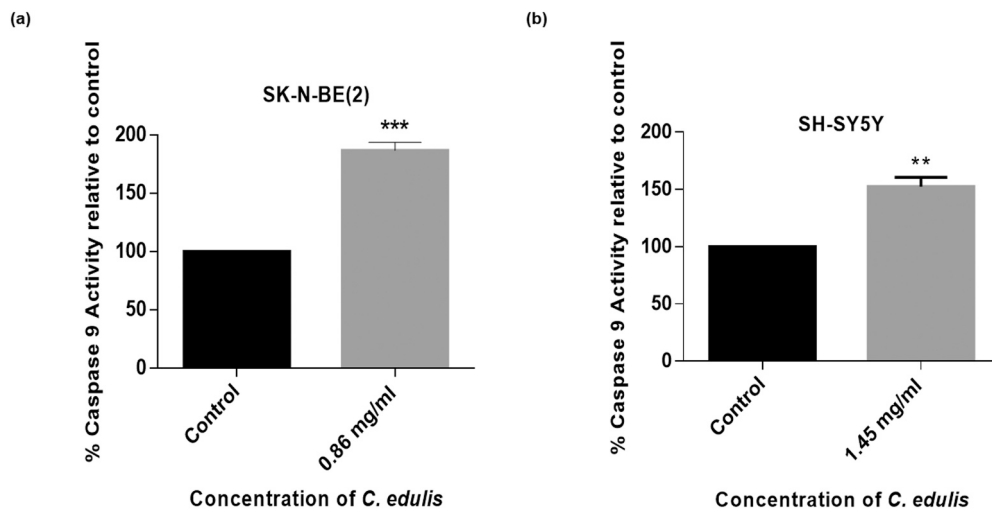 (a)
% Caspase 9 Activity relative to control
SK-N-BE(2)
200
150
100
50
0
***
Control
0.86 mg/ml
Concentration of C. edulis
(b)
% Caspase 9 Activity relative to control
SH-SY5Y
200
150
100
50
0
**
Control
1.45 mg/ml
Concentration of C. edulis